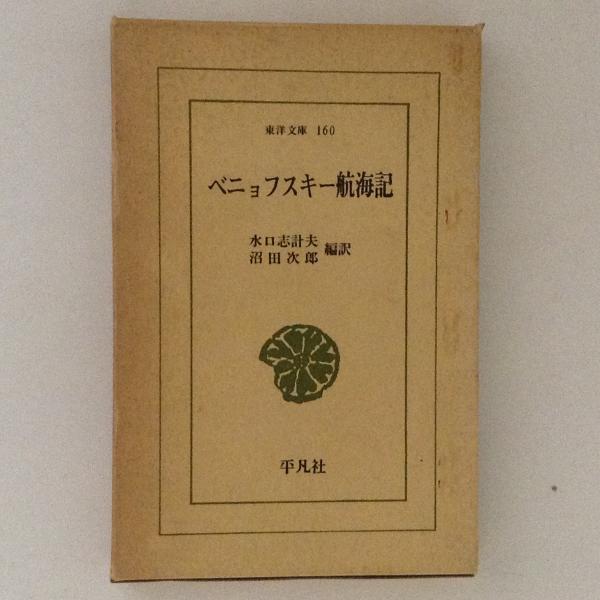 東洋文庫 160
ベニョフスキー航海記
水口志計夫
沼田次郎 編訳
平凡社